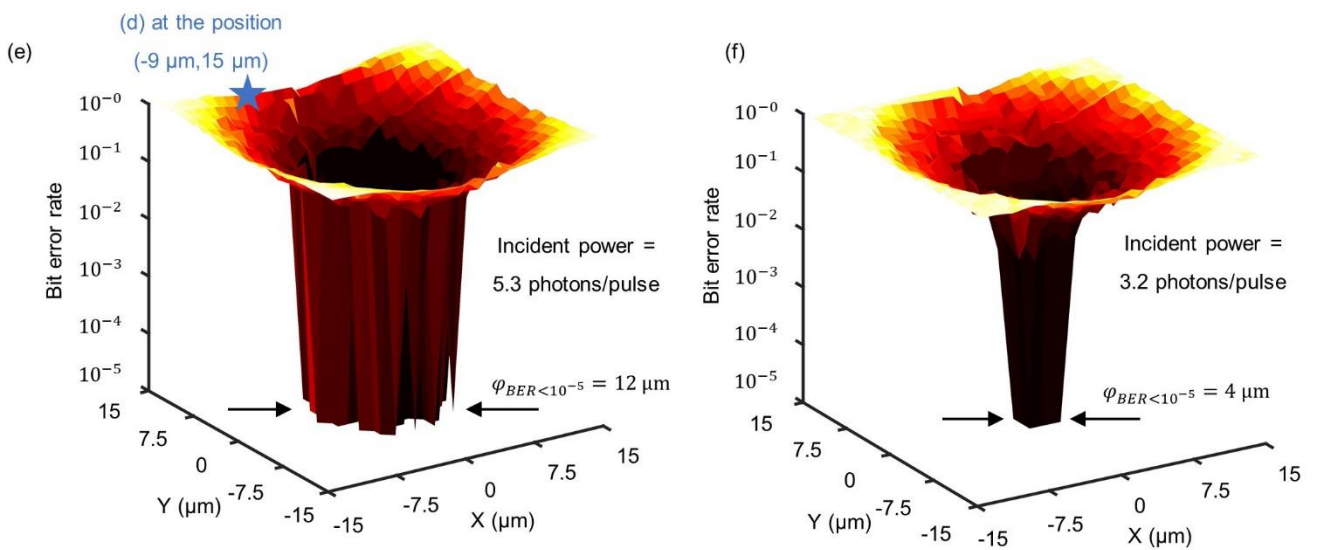 (e)
(d) at the position
(-9 µm,15 µm)
10⁻⁰
10⁻¹
10⁻²
10⁻³
10⁻⁴
10⁻⁵
Bit error rate
Incident power =
5.3 photons/pulse
φ_BER<10⁻⁵ = 12 µm
15
7.5
0
-7.5
-15
Y (µm)
-15
-7.5
0
7.5
15
X (µm)
(f)
10⁻⁰
10⁻¹
10⁻²
10⁻³
10⁻⁴
10⁻⁵
Bit error rate
Incident power =
3.2 photons/pulse
φ_BER<10⁻⁵ = 4 µm
15
7.5
0
-7.5
-15
Y (µm)
-15
-7.5
0
7.5
15
X (µm)